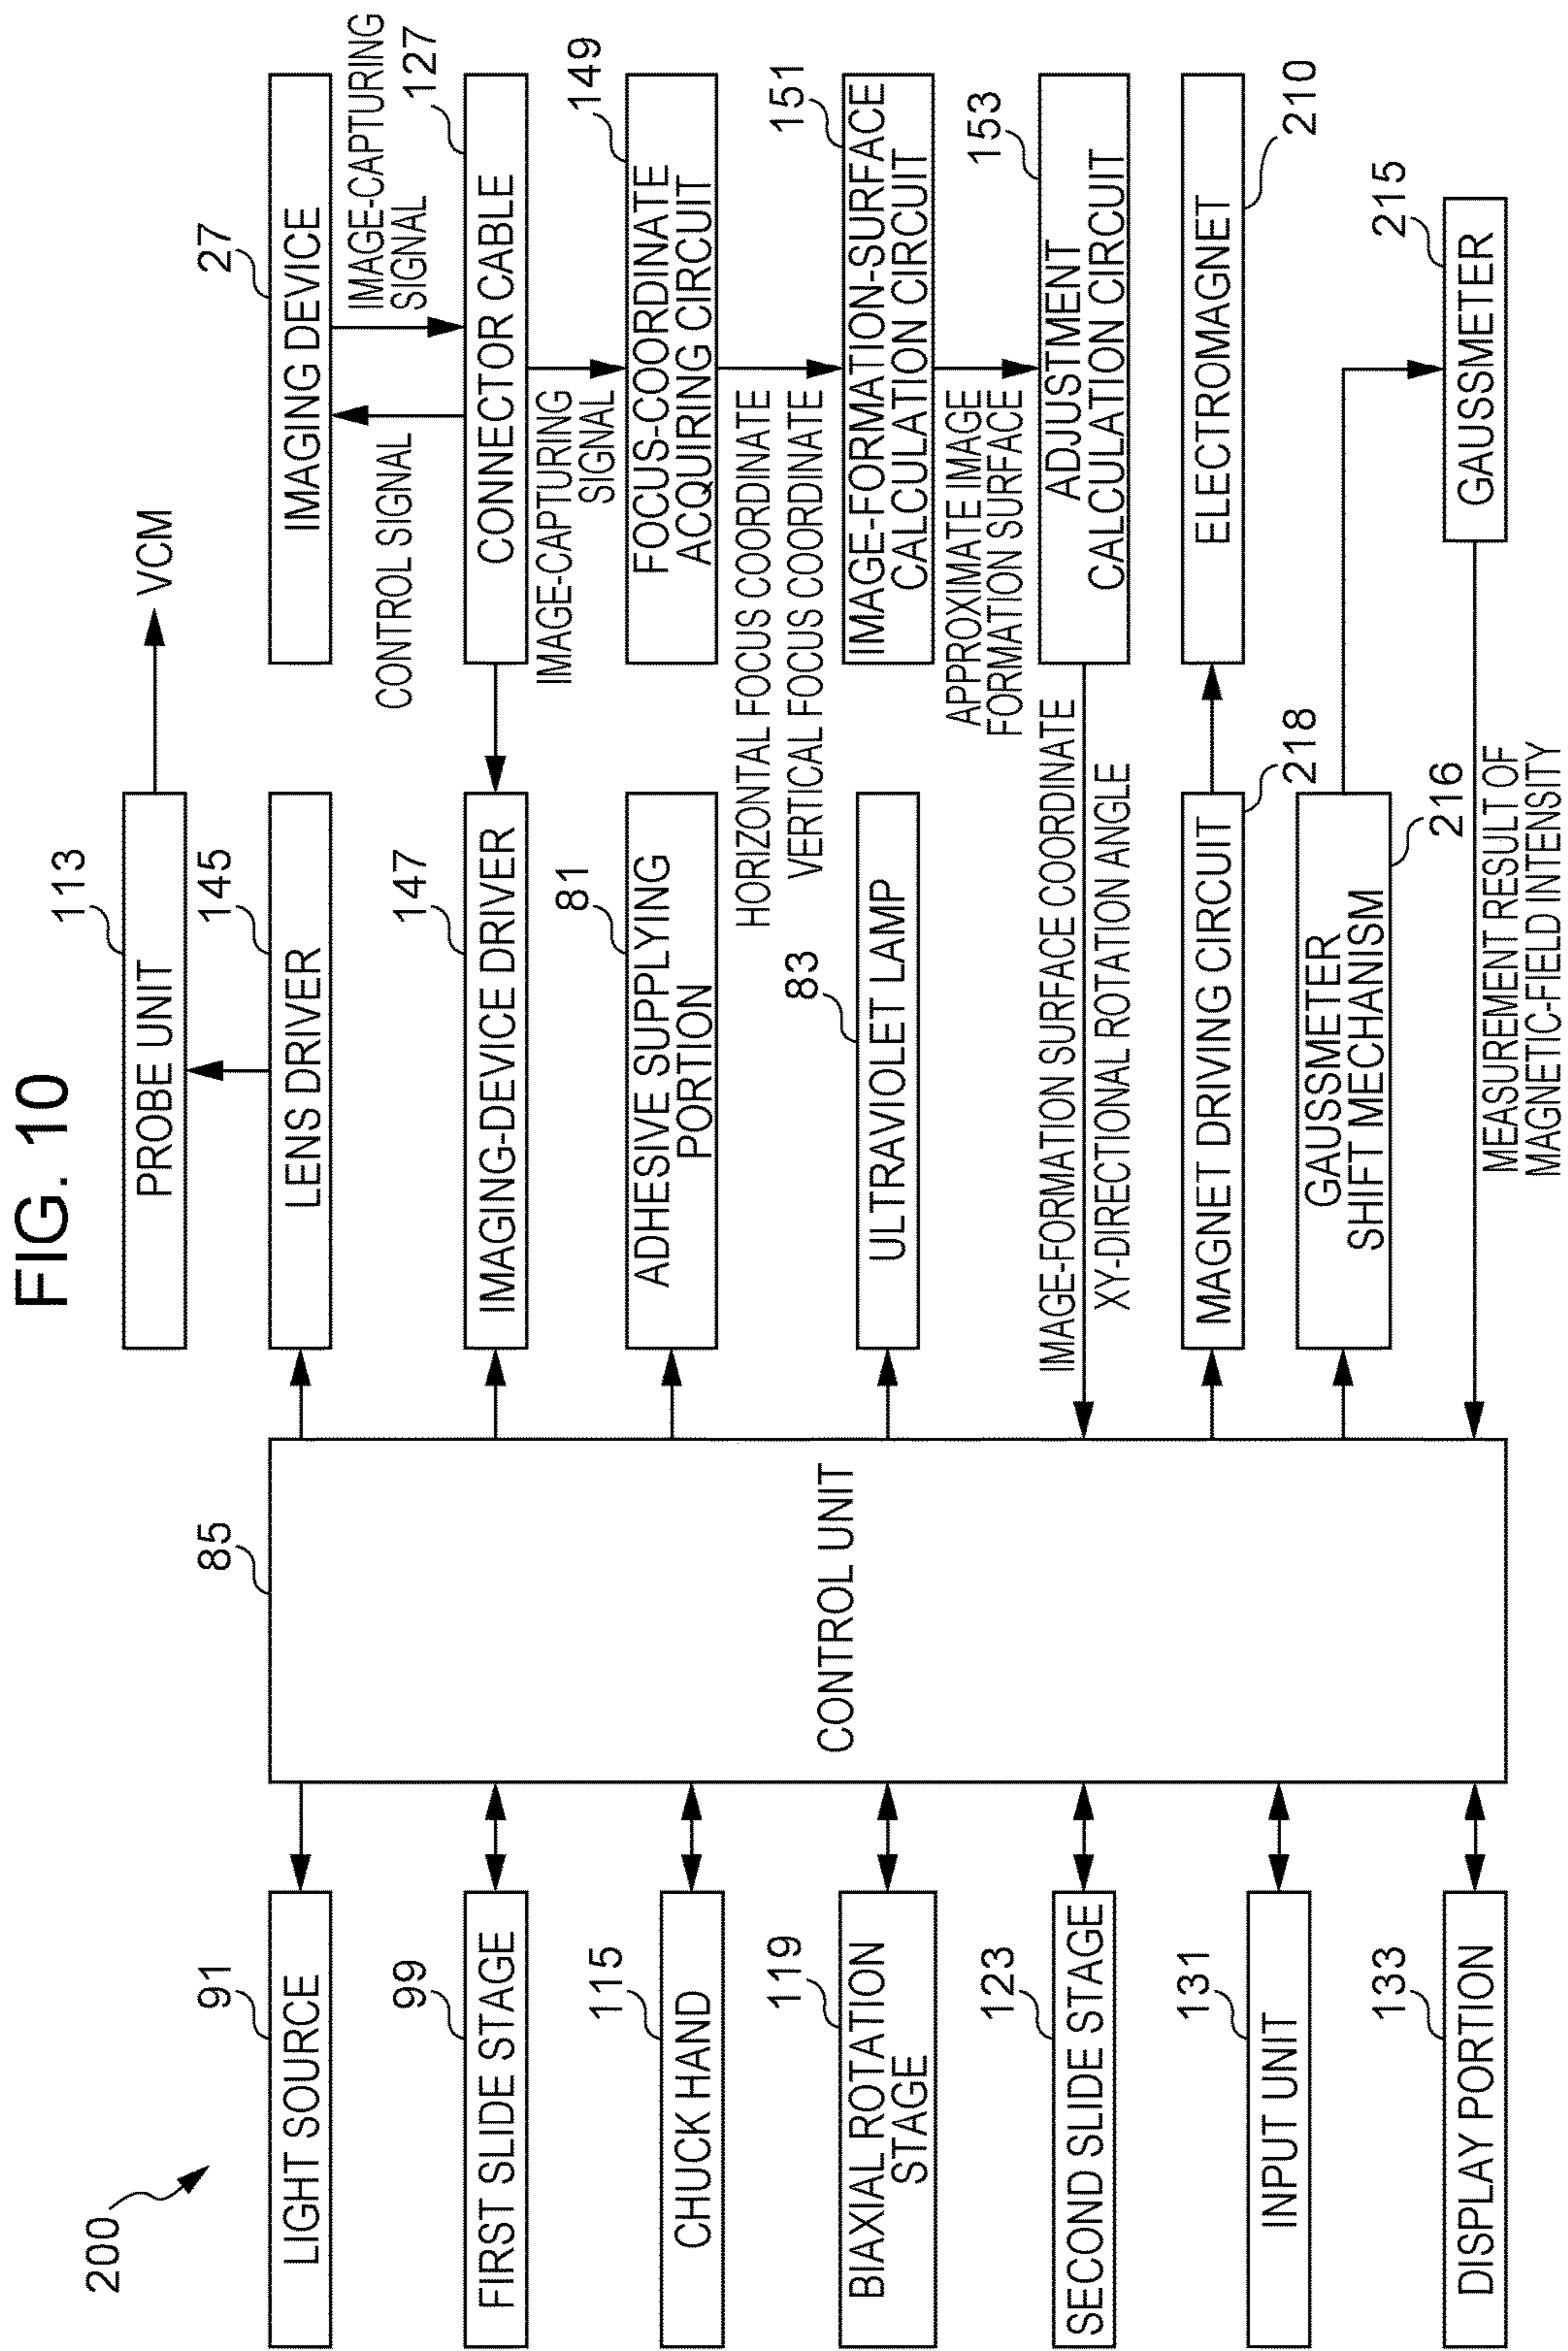 FIG. 10
200
91
LIGHT SOURCE
99
FIRST SLIDE STAGE
115
CHUCK HAND
119
BIAXIAL ROTATION
STAGE
123
SECOND SLIDE STAGE
131
INPUT UNIT
133
DISPLAY PORTION
85
CONTROL UNIT
113
PROBE UNIT
VCM
145
LENS DRIVER
147
IMAGING-DEVICE DRIVER
81
ADHESIVE SUPPLYING
PORTION
83
ULTRAVIOLET LAMP
IMAGE-FORMATION SURFACE COORDINATE
XY-DIRECTIONAL ROTATION ANGLE
MAGNET DRIVING CIRCUIT
218
GAUSSMETER
SHIFT MECHANISM
216
MEASUREMENT RESULT OF
MAGNETIC-FIELD INTENSITY
27
IMAGING DEVICE
CONTROL SIGNAL
IMAGE-CAPTURING
SIGNAL
127
CONNECTOR CABLE
IMAGE-CAPTURING
SIGNAL
149
FOCUS-COORDINATE
ACQUIRING CIRCUIT
HORIZONTAL FOCUS COORDINATE
VERTICAL FOCUS COORDINATE
151
IMAGE-FORMATION-SURFACE
CALCULATION CIRCUIT
APPROXIMATE IMAGE
FORMATION SURFACE
153
ADJUSTMENT
CALCULATION CIRCUIT
ELECTROMAGNET
210
215
GAUSSMETER